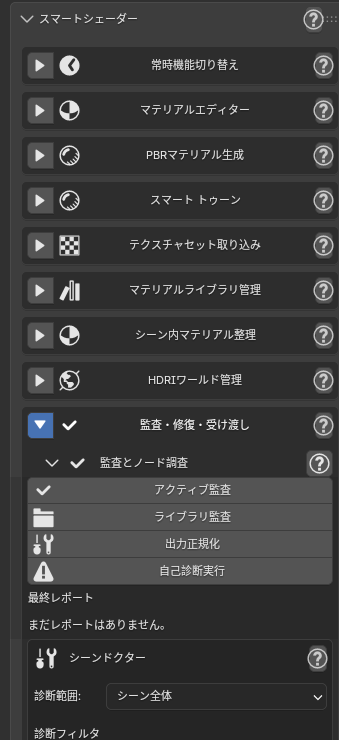 スマートシェーダー
常時機能切り替え
マテリアルエディター
PBRマテリアル生成
スマート トゥーン
テクスチャセット取り込み
マテリアルライブラリ管理
シーン内マテリアル整理
HDRIワールド管理
監査・修復・受け渡し
監査とノード調査
アクティブ監査
ライブラリ監査
出力正規化
自己診断実行
最終レポート
まだレポートはありません。
シーンドクター
診断範囲: シーン全体
診断フィルタ